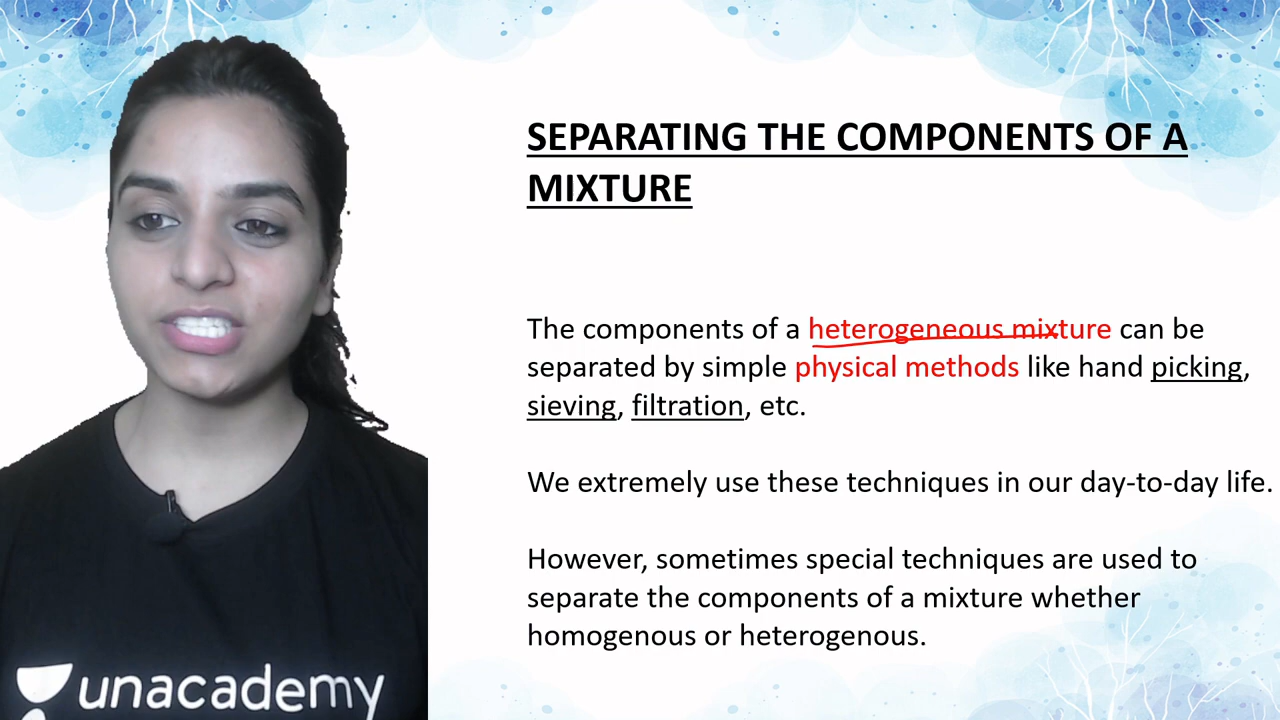 SEPARATING THE COMPONENTS OF A
MIXTURE
The components of a heterogeneous mixture can be
separated by simple physical methods like hand picking,
sieving, filtration, etc.
We extremely use these techniques in our day-to-day life.
However, sometimes special techniques are used to
separate the components of a mixture whether
homogenous or heterogenous.
unacademy